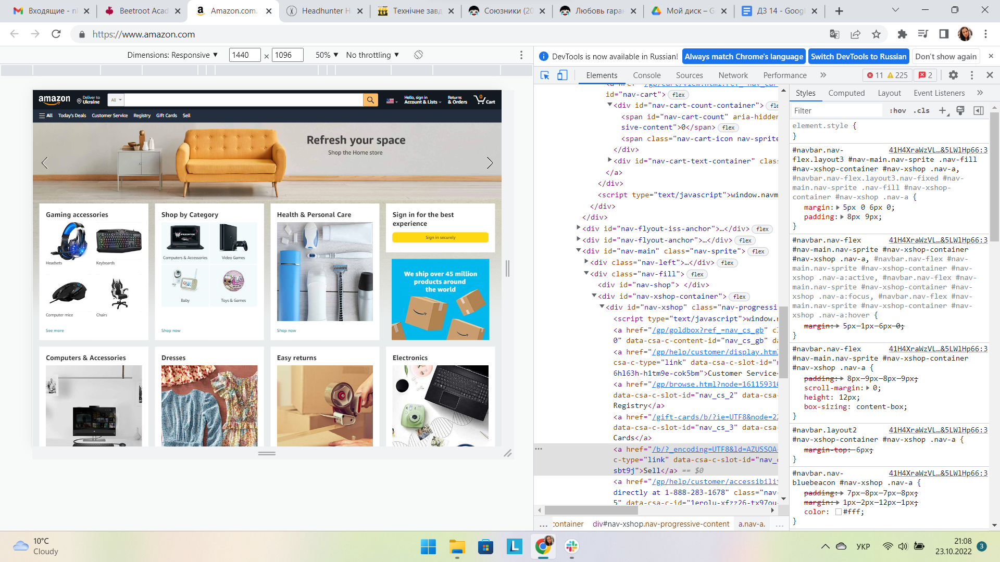 Входящие - ni
Beetroot Acad
Amazon.com.
Headhunter H
Технічне завд
Союзники (20
Любовь гаран
Мой диск – G
ДЗ 14 - Googl
https://www.amazon.com
Dimensions: Responsive ▼
1440
×
1096
50% ▼
No throttling ▼
DevTools is now available in Russian!
Always match Chrome's language
Switch DevTools to Russian
Don't show again
Elements
Console
Sources
Network
Performance
»
11
225
2
amazon
Deliver to
Ukraine
All
Hello, sign in
Account & Lists
Returns
& Orders
0
Cart
All
Today's Deals
Customer Service
Registry
Gift Cards
Sell
Refresh your space
Shop the Home store
Gaming accessories
Headsets
Keyboards
Computer mice
Chairs
See more
Shop by Category
PREDATOR
Computers & Accessories
Video Games
Baby
Toys & Games
Shop now
Health & Personal Care
Shop now
Sign in for the best
experience
Sign in securely
We ship over 45 million
products around
the world
Computers & Accessories
Dresses
Easy returns
Electronics
id="nav-cart"> flex
<div id="nav-cart-count-container"> fle
<span id="nav-cart-count" aria-hidden
sive-content">0</span> flex
<span class="nav-cart-icon nav-sprite
</div>
<div id="nav-cart-text-container" class
</a>
</div>
<script type="text/javascript">window.navm
</div>
</div>
<div id="nav-flyout-iss-anchor">…</div> flex
<div id="nav-flyout-anchor">…</div> flex
<div id="nav-main" class="nav-sprite"> flex
<div class="nav-left">…</div> flex
<div class="nav-fill"> flex
<div id="nav-shop"> </div>
<div id="nav-xshop-container"> flex
<div id="nav-xshop" class="nav-progressi
<script type="text/javascript">window.n
<a href="/gp/goldbox?ref_=nav_cs_gb" cl
0" data-csa-c-content-id="nav_cs_gb" da
<a href="/gp/help/customer/display.html
csa-c-type="link" data-csa-c-slot-id="n
6hl63h-h1tm9e-cok5bm">Customer Service<
<a href="/gp/browse.html?node=161159310
data-csa-c-slot-id="nav_cs_2" data-csa-
Registry</a>
<a href="/gift-cards/b/?ie=UTF8&node=22
data-csa-c-slot-id="nav_cs_3" data-csa-
Cards</a>
<a href="/b/?_encoding=UTF8&ld=AZUSSOA-
c-type="link" data-csa-c-slot-id="nav_c
sbt9j">Sell</a> == $0
<a href="/gp/help/customer/accessibilit
directly at 1-888-283-1678" class="nav-
5" data-csa-c-id="1erolu-xfzz26-tx97ou-
…
container
div#nav-xshop.nav-progressive-content
a.nav-a.
…
Styles
Computed
Layout
Event Listeners
»
Filter
:hov
.cls
element.style {
}
#navbar.nav-
41H4XraWzVL…&5LWlHp66:3
flex.layout3 #nav-main.nav-sprite .nav-fill
#nav-xshop-container #nav-xshop .nav-a,
#navbar.nav-flex.layout3.nav-fixed #nav-
main.nav-sprite .nav-fill #nav-xshop-
container #nav-xshop .nav-a {
margin: 5px 0 6px 0;
padding: 8px 9px;
}
#navbar.nav-flex
41H4XraWzVL…&5LWlHp66:3
#nav-main.nav-sprite #nav-xshop-container
#nav-xshop .nav-a, #navbar.nav-flex #nav-
main.nav-sprite #nav-xshop-container #nav-
xshop .nav-a:active, #navbar.nav-flex #nav-
main.nav-sprite #nav-xshop-container #nav-
xshop .nav-a:focus, #navbar.nav-flex #nav-
main.nav-sprite #nav-xshop-container #nav-
xshop .nav-a:hover {
margin: 5px 1px 6px 0;
}
#navbar.nav-flex
41H4XraWzVL…&5LWlHp66:3
#nav-main.nav-sprite #nav-xshop-container
#nav-xshop .nav-a {
padding: 8px 9px 8px 9px;
scroll-margin: 0;
height: 12px;
box-sizing: content-box;
}
#navbar.layout2
41H4XraWzVL…&5LWlHp66:3
#nav-xshop-container #nav-xshop .nav-a {
margin-top: 6px;
}
#navbar.nav-
41H4XraWzVL…&5LWlHp66:3
bluebeacon #nav-xshop .nav-a {
padding: 7px 8px 7px 8px;
margin: 1px 2px 12px 1px;
color: #fff;
}
10°C
Cloudy
L
УКР
21:08
23.10.2022
3